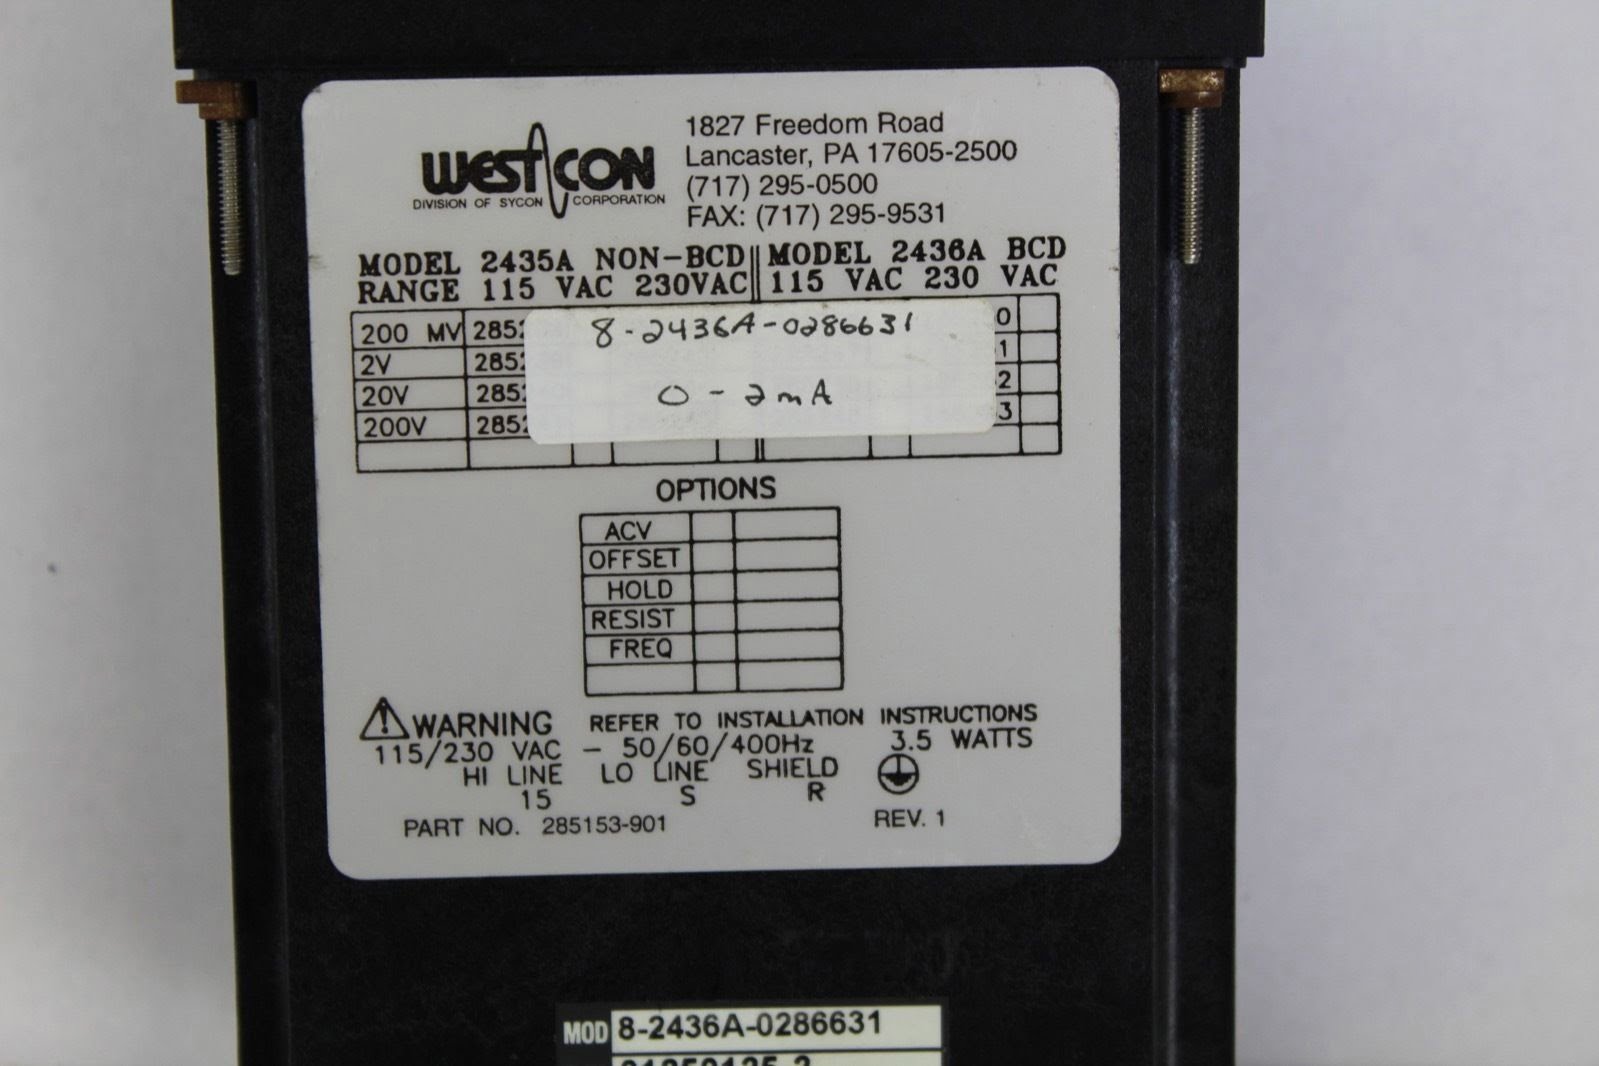 WESTCON
DIVISION OF SYCON CORPORATION
1827 Freedom Road
Lancaster, PA 17605-2500
(717) 295-0500
FAX: (717) 295-9531
MODEL 2435A NON-BCD MODEL 2436A BCD
RANGE 115 VAC 230VAC 115 VAC 230 VAC
200 MV
2V
20V
200V
8-2436A-0286631
0-2mA
OPTIONS
ACV
OFFSET
HOLD
RESIST
FREQ
WARNING REFER TO INSTALLATION INSTRUCTIONS
115/230 VAC - 50/60/400Hz 3.5 WATTS
HI LINE LO LINE SHIELD
15 S R
PART NO. 285153-901 REV. 1
MOD 8-2436A-0286631